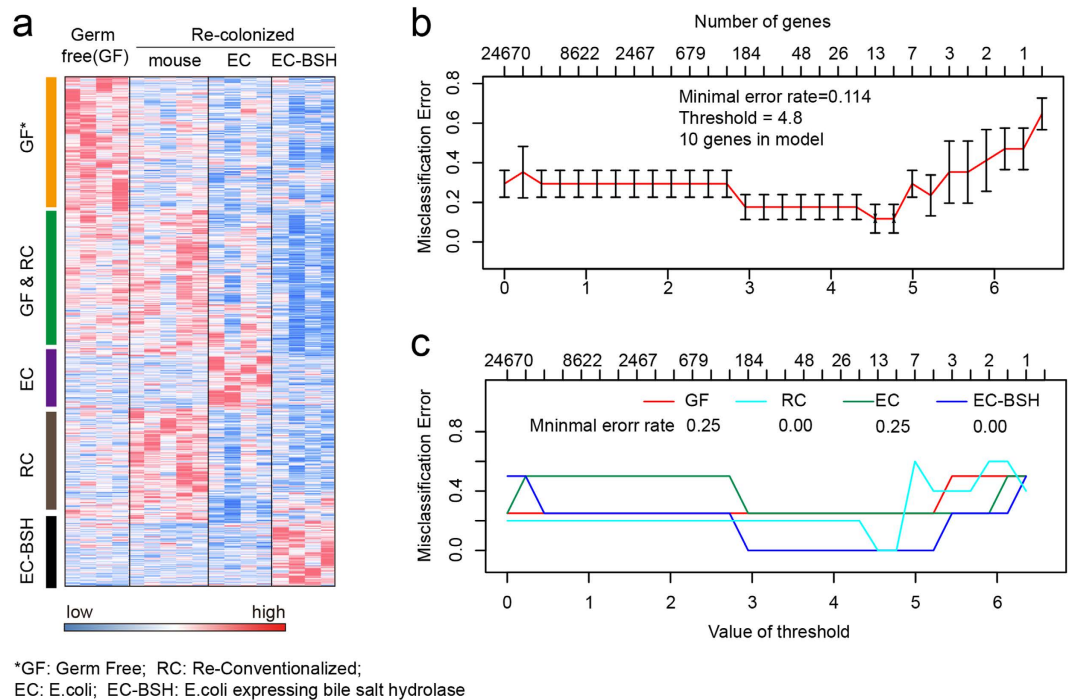 a
Germ free(GF)
Re-colonized
mouse EC EC-BSH
GF*
GF & RC
EC
RC
EC-BSH
low high
*GF: Germ Free; RC: Re-Conventionalized;
EC: E.coli; EC-BSH: E.coli expressing bile salt hydrolase
b
Number of genes
24670 8622 2467 679 184 48 26 13 7 3 2 1
Misclassification Error
0.8
0.6
0.4
0.2
0.0
Minimal error rate=0.114
Threshold = 4.8
10 genes in model
0 1 2 3 4 5 6
c
24670 8622 2467 679 184 48 26 13 7 3 2 1
Misclassification Error
0.8
0.4
0.0
GF RC EC EC-BSH
Mninmal erorr rate 0.25 0.00 0.25 0.00
0 1 2 3 4 5 6
Value of threshold